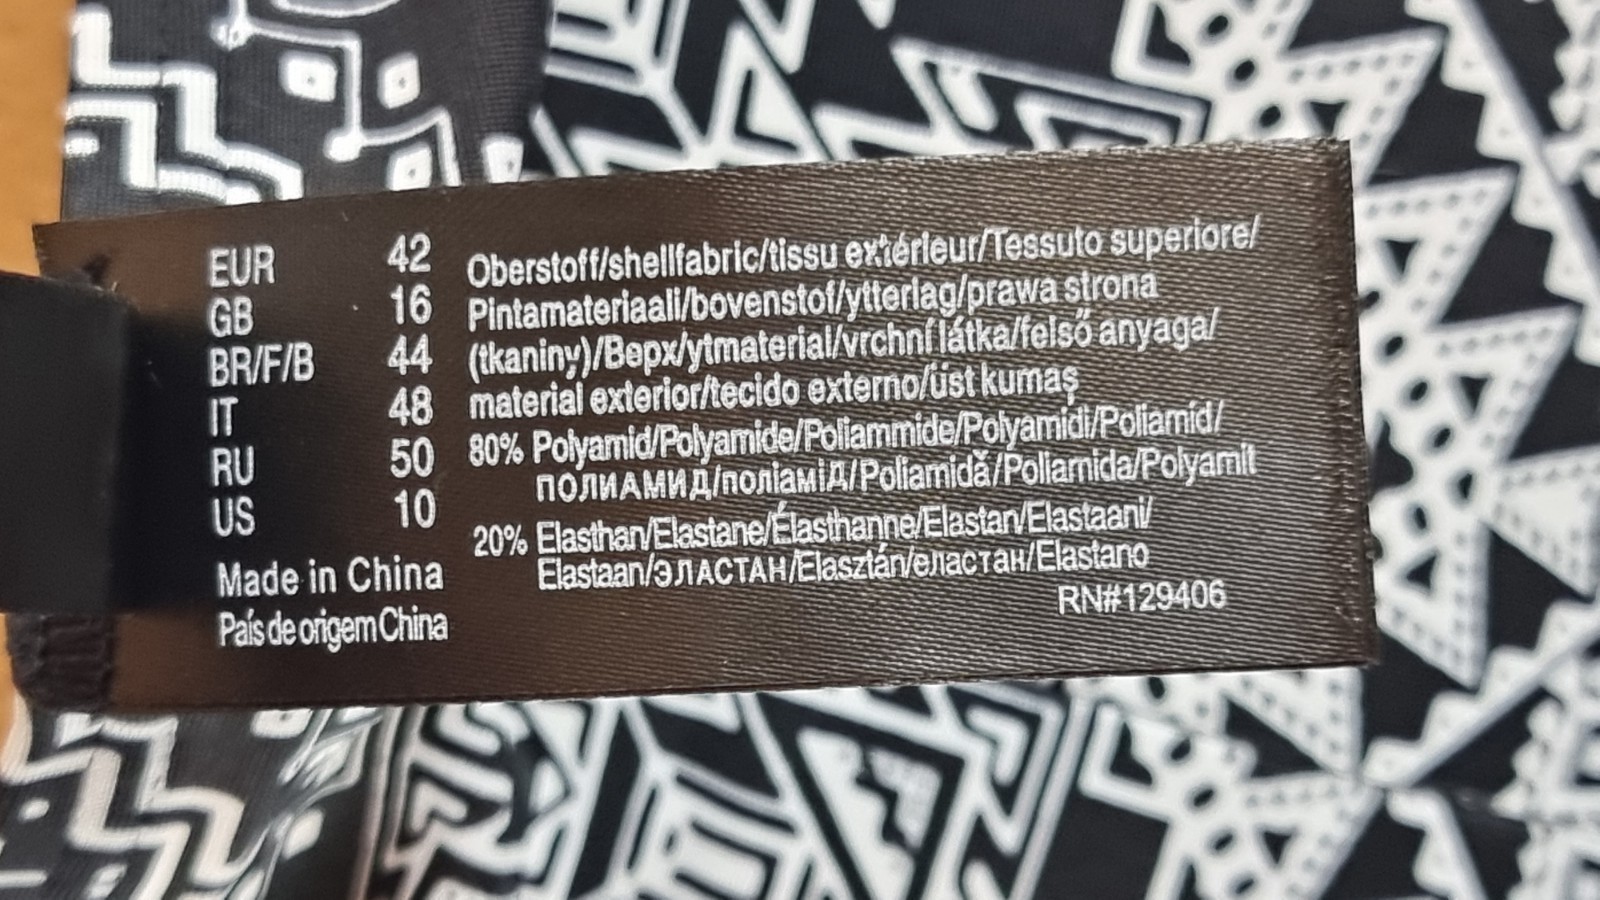 EUR 42
GB 16
BR/F/B 44
IT 48
RU 50
US 10
Made in China
País de origem China
Oberstoff/shellfabric/tissu extérieur/Tessuto superiore/
Pintamateriaali/bovenstof/ytterlag/prawa strona
(tkaniny)/Верх/ytmaterial/vrchní látka/felső anyaga/
material exterior/tecido externo/üst kumaş
80% Polyamid/Polyamide/Poliammide/Polyamidi/Poliamid/
ПОЛИАМИД/поліаміД/Poliamidă/Poliamida/Polyamit
20% Elasthan/Elastane/Élasthanne/Elastan/Elastaani/
Elastaan/ЭЛАСТАН/Elasztán/еластан/Elastano
RN#129406